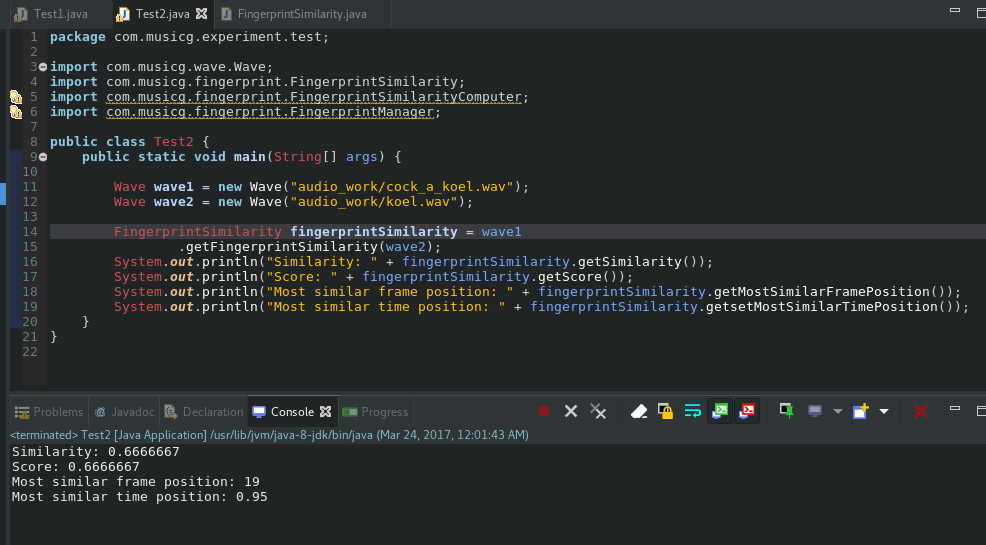 Test1.java Test2.java FingerprintSimilarity.java
1 package com.musicg.experiment.test;
2
3 import com.musicg.wave.Wave;
4 import com.musicg.fingerprint.FingerprintSimilarity;
5 import com.musicg.fingerprint.FingerprintSimilarityComputer;
6 import com.musicg.fingerprint.FingerprintManager;
7
8 public class Test2 {
9 public static void main(String[] args) {
10
11 Wave wave1 = new Wave("audio_work/cock_a_koel.wav");
12 Wave wave2 = new Wave("audio_work/koel.wav");
13
14 FingerprintSimilarity fingerprintSimilarity = wave1
15 .getFingerprintSimilarity(wave2);
16 System.out.println("Similarity: " + fingerprintSimilarity.getSimilarity());
17 System.out.println("Score: " + fingerprintSimilarity.getScore());
18 System.out.println("Most similar frame position: " + fingerprintSimilarity.getMostSimilarFramePosition());
19 System.out.println("Most similar time position: " + fingerprintSimilarity.getsetMostSimilarTimePosition());
20 }
21 }
22
Problems @ Javadoc Declaration Console Progress
<terminated> Test2 [Java Application] /usr/lib/jvm/java-8-jdk/bin/java (Mar 24, 2017, 12:01:43 AM)
Similarity: 0.6666667
Score: 0.6666667
Most similar frame position: 19
Most similar time position: 0.95